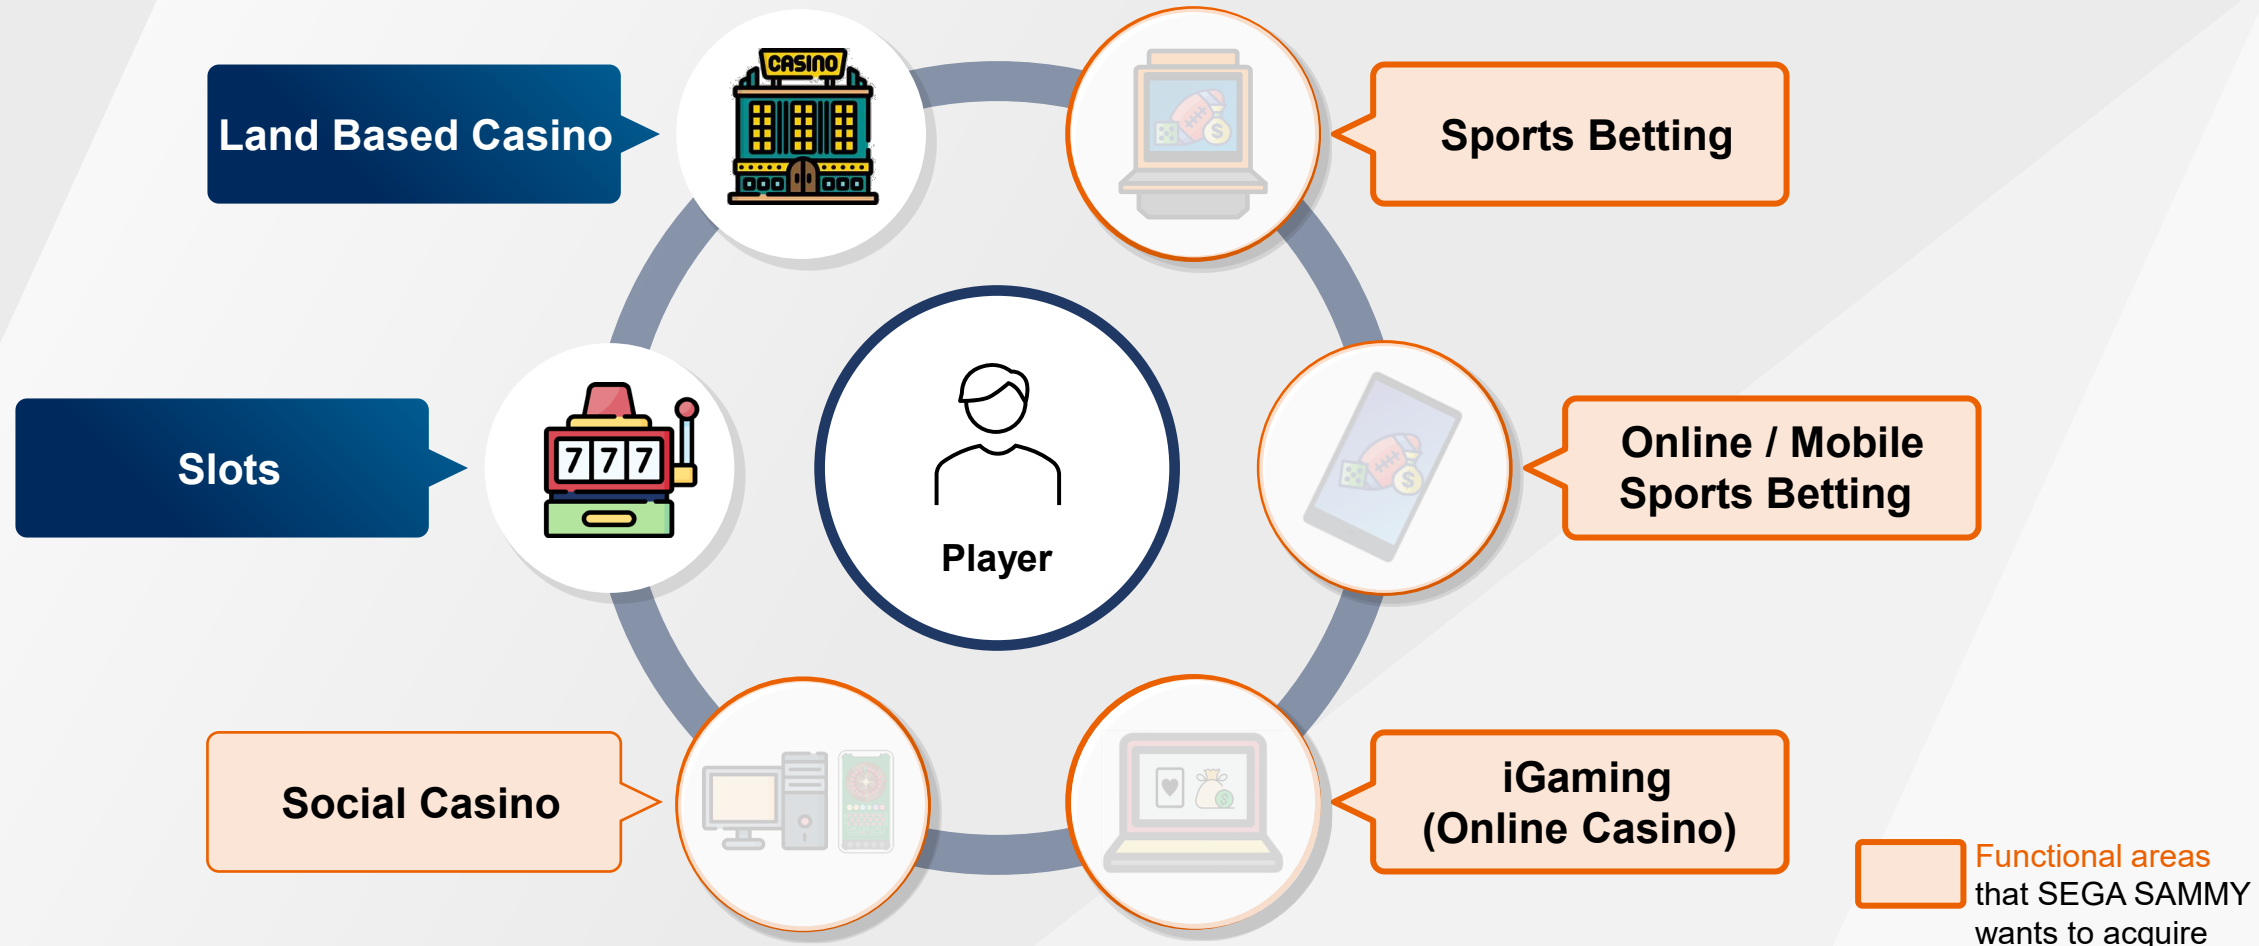 CASINO
Land Based Casino
Sports Betting
Slots
777
Player
Online / Mobile
Sports Betting
Social Casino
iGaming
(Online Casino)
Functional areas
that SEGA SAMMY
wants to acquire